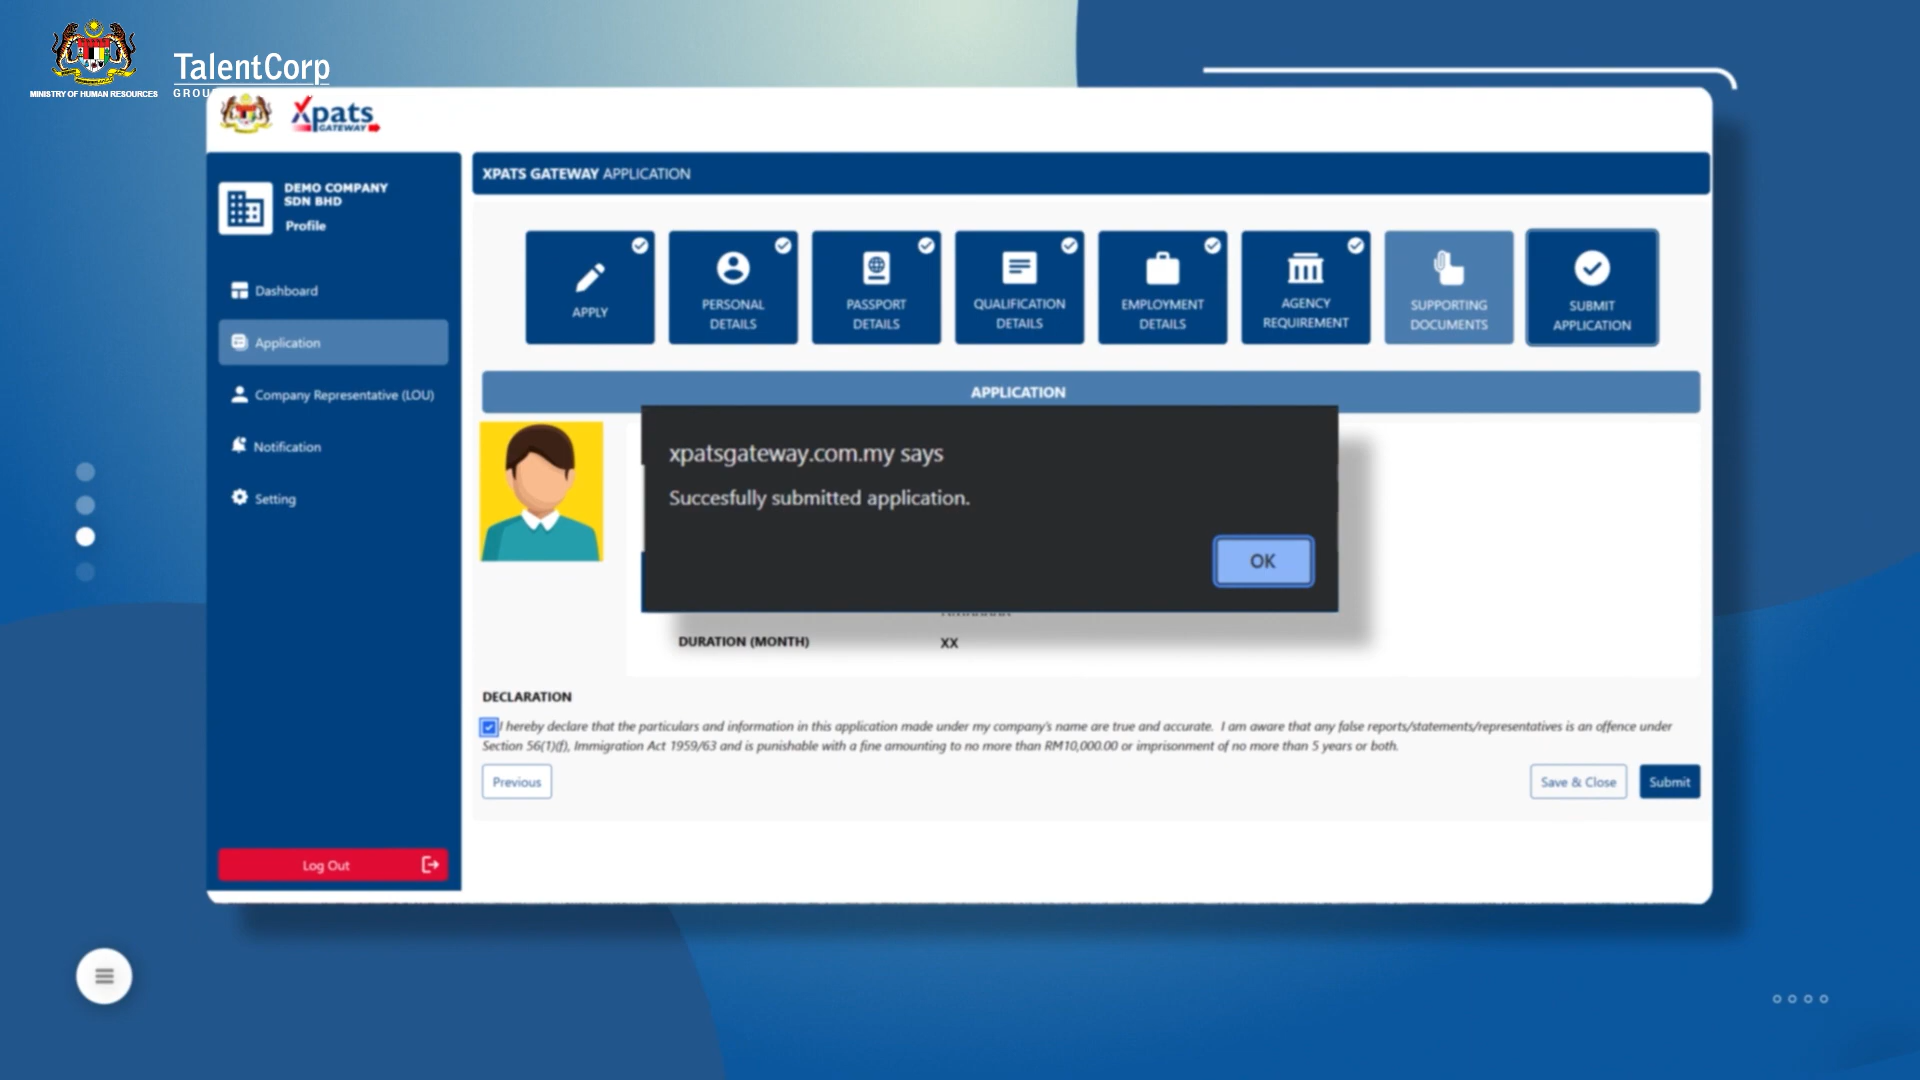 MINISTRY OF HUMAN RESOURCES
TalentCorp
Xpats
GATEWAY
DEMO COMPANY
SDN BHD
Profile
Dashboard
Application
Company Representative (LOU)
Notification
Setting
Log Out
XPATS GATEWAY APPLICATION
APPLY
PERSONAL
DETAILS
PASSPORT
DETAILS
QUALIFICATION
DETAILS
EMPLOYMENT
DETAILS
AGENCY
REQUIREMENT
SUPPORTING
DOCUMENTS
SUBMIT
APPLICATION
APPLICATION
xpatsgateway.com.my says
Succesfully submitted application.
OK
DURATION (MONTH) XX
DECLARATION
I hereby declare that the particulars and information in this application made under my company's name are true and accurate. I am aware that any false reports/statements/representatives is an offence under
Section 56(1)(f), Immigration Act 1959/63 and is punishable with a fine amounting to no more than RM10,000.00 or imprisonment of no more than 5 years or both.
Previous
Save & Close
Submit